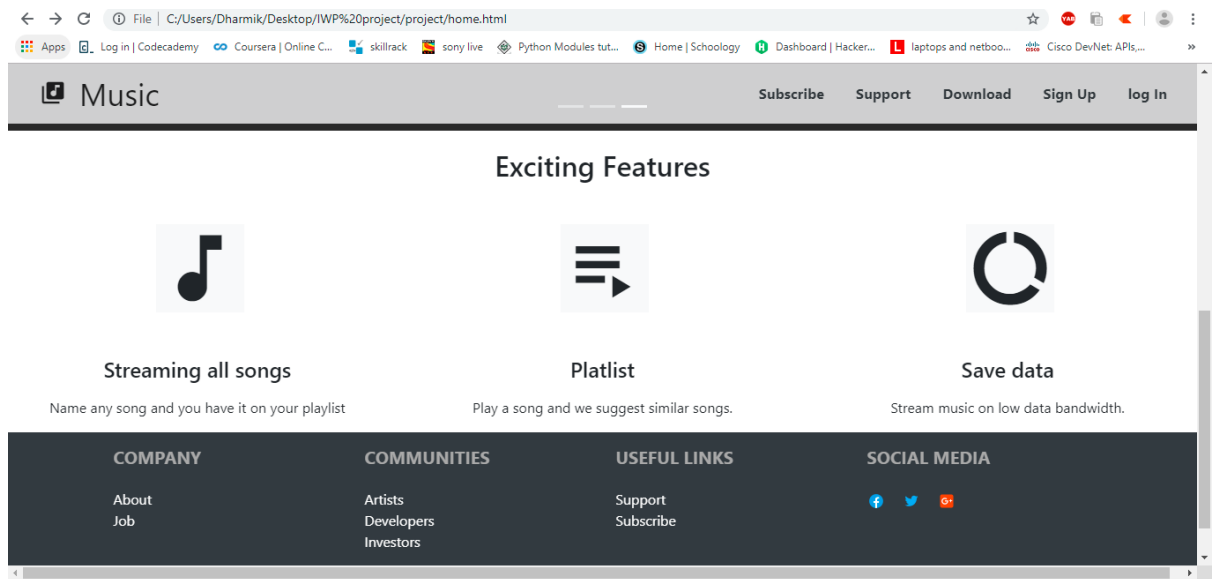 File | C:/Users/Dharmik/Desktop/IWP%20project/project/home.html
Apps Log in | Codecademy Coursera | Online C... skillrack sony live Python Modules tut... Home | Schoology Dashboard | Hacker... laptops and netboo... Cisco DevNet: APIs,... »
Music Subscribe Support Download Sign Up log In
Exciting Features
Streaming all songs Platlist Save data
Name any song and you have it on your playlist Play a song and we suggest similar songs. Stream music on low data bandwidth.
COMPANY COMMUNITIES USEFUL LINKS SOCIAL MEDIA
About Artists Support
Job Developers Subscribe
Investors